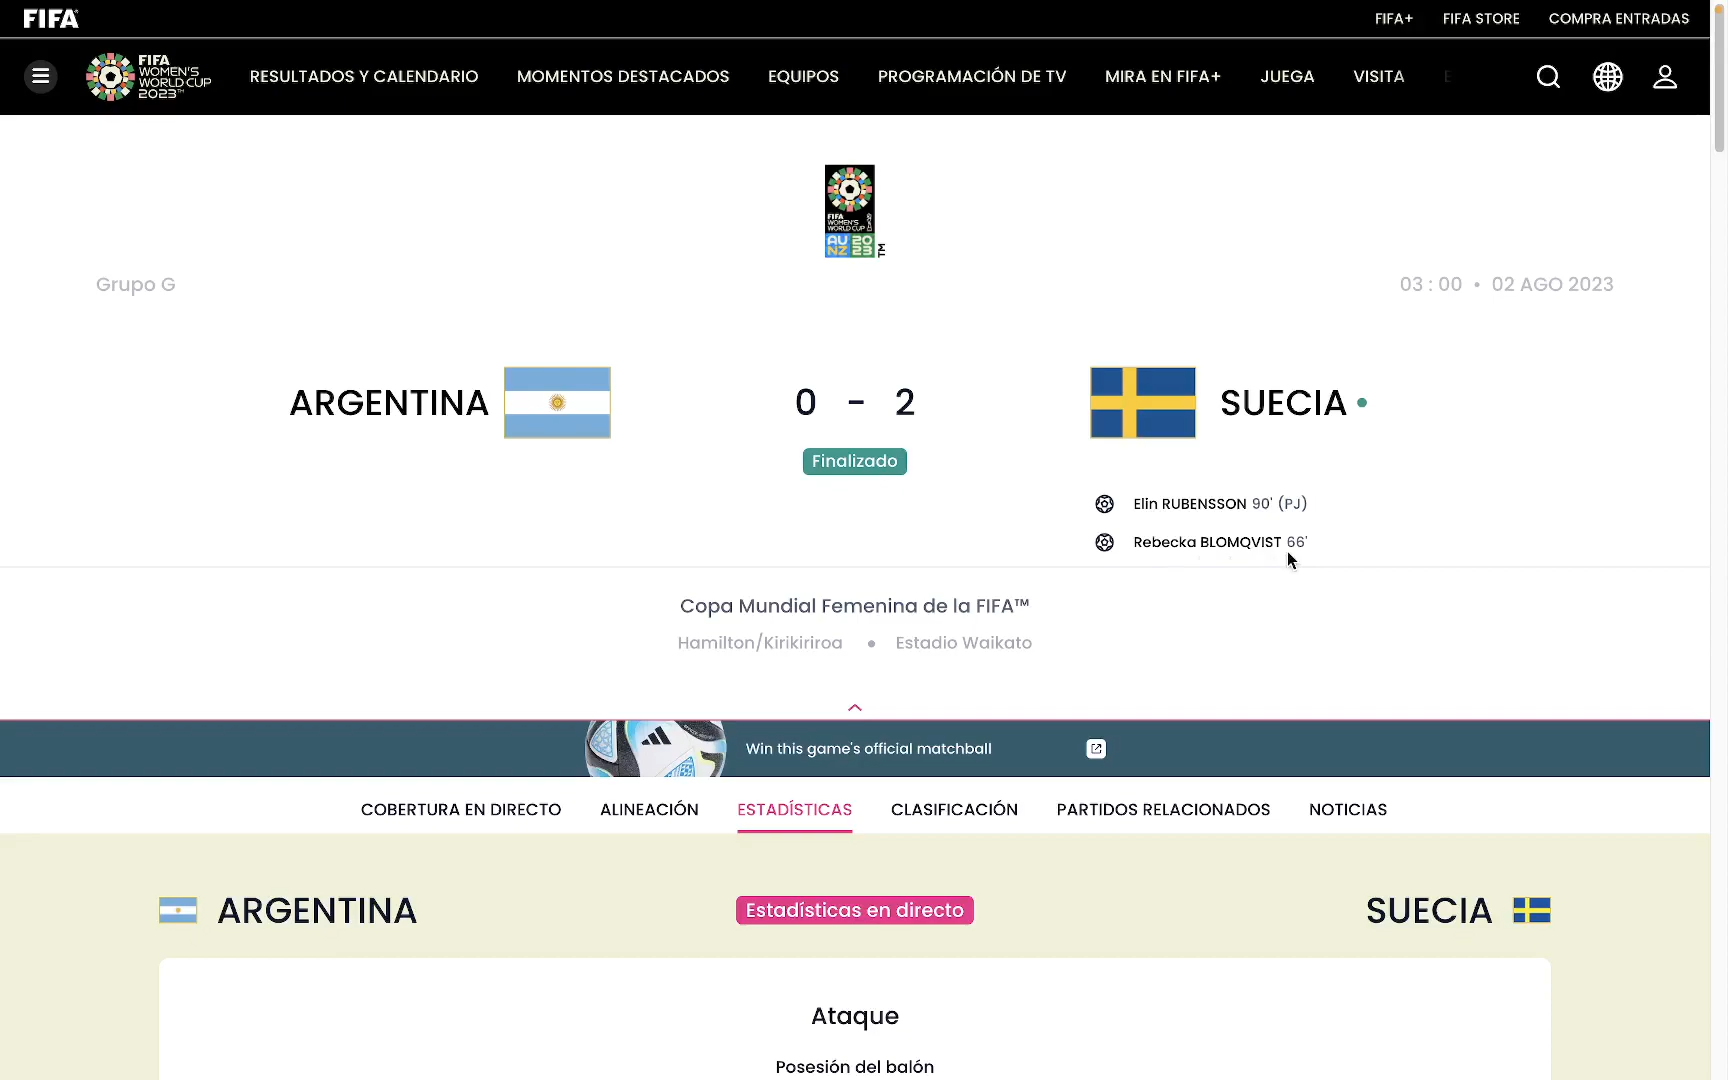 FIFA
FIFA+
FIFA STORE
COMPRA ENTRADAS
FIFA
WOMEN'S
WORLD CUP
2023™
RESULTADOS Y CALENDARIO
MOMENTOS DESTACADOS
EQUIPOS
PROGRAMACIÓN DE TV
MIRA EN FIFA+
JUEGA
VISITA
E
FIFA
WOMEN'S
WORLD CUP
AU 20
NZ 23
TM
Grupo G
03 : 00 • 02 AGO 2023
ARGENTINA
0 - 2
SUECIA
Finalizado
Elin RUBENSSON 90' (PJ)
Rebecka BLOMQVIST 66'
Copa Mundial Femenina de la FIFA™
Hamilton/Kirikiriroa • Estadio Waikato
Win this game's official matchball
COBERTURA EN DIRECTO
ALINEACIÓN
ESTADÍSTICAS
CLASIFICACIÓN
PARTIDOS RELACIONADOS
NOTICIAS
ARGENTINA
Estadísticas en directo
SUECIA
Ataque
Posesión del balón